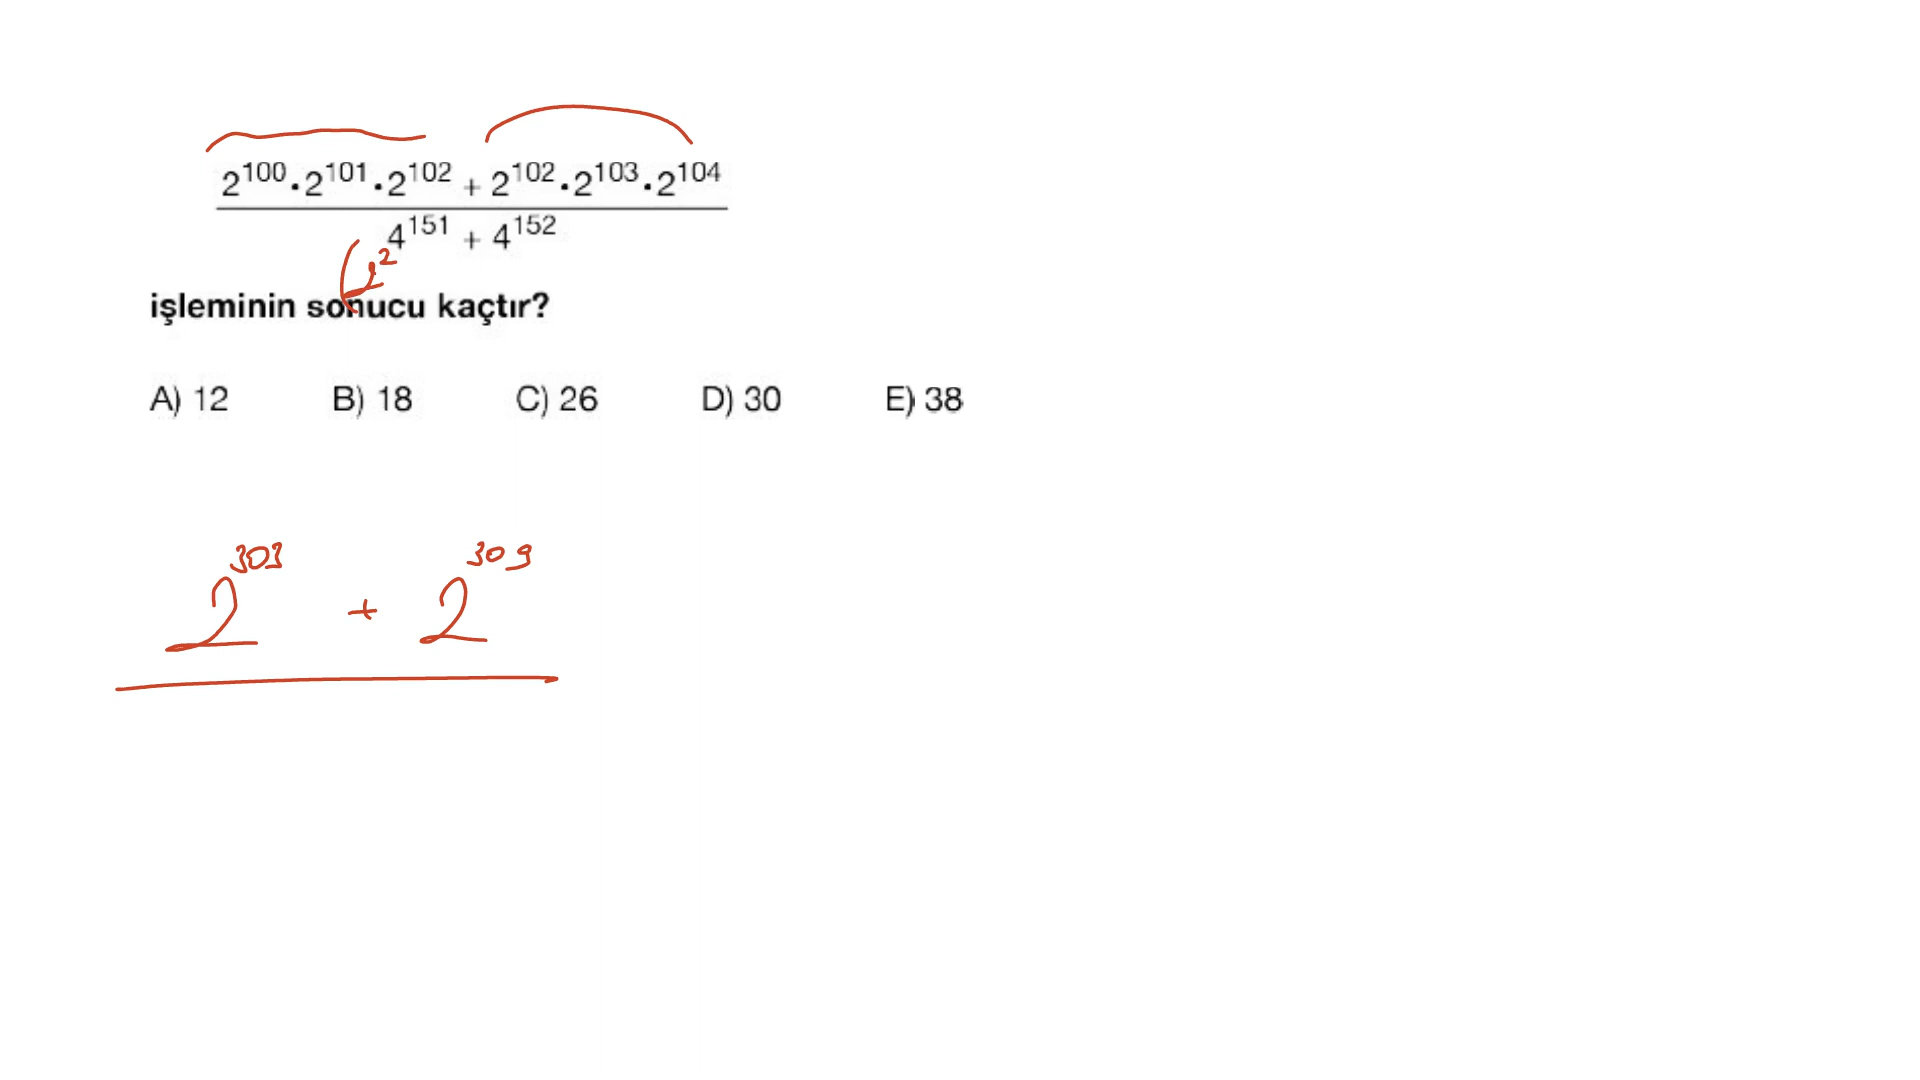 2^100 · 2^101 · 2^102 + 2^102 · 2^103 · 2^104
4^151 + 4^152
(2^2
işleminin sonucu kaçtır?
A) 12 B) 18 C) 26 D) 30 E) 38
2^303 + 2^309